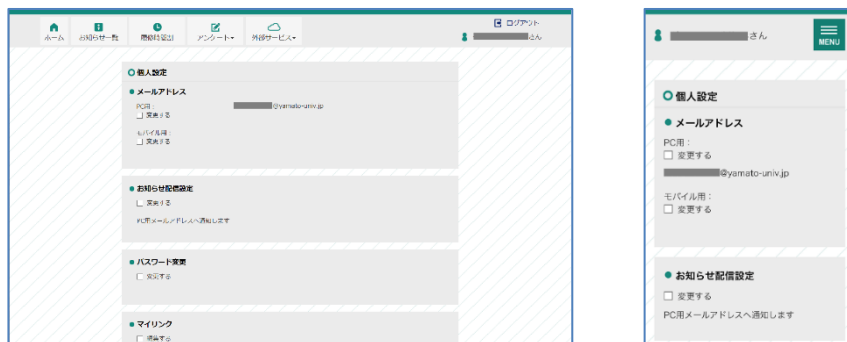 ログアウト
ホーム お知らせ一覧 履修時間割 アンケート 外部サービス
さん
個人設定
メールアドレス
PC用：
@yamato-univ.jp
変更する
モバイル用：
変更する
お知らせ配信設定
変更する
PC用メールアドレスへ通知します
パスワード変更
変更する
マイリンク
さん
MENU
個人設定
メールアドレス
PC用：
変更する
@yamato-univ.jp
モバイル用：
変更する
お知らせ配信設定
変更する
PC用メールアドレスへ通知します